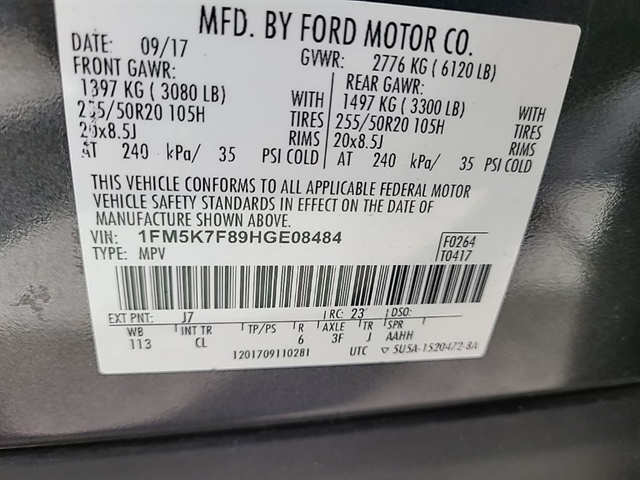 MFD. BY FORD MOTOR CO.
DATE: 09/17 GVWR: 2776 KG ( 6120 LB)
FRONT GAWR: REAR GAWR:
1397 KG ( 3080 LB) WITH 1497 KG ( 3300 LB) WITH
255/50R20 105H TIRES 255/50R20 105H TIRES
20x8.5J RIMS 20x8.5J RIMS
AT 240 kPa/ 35 PSI COLD AT 240 kPa/ 35 PSI COLD
THIS VEHICLE CONFORMS TO ALL APPLICABLE FEDERAL MOTOR
VEHICLE SAFETY STANDARDS IN EFFECT ON THE DATE OF
MANUFACTURE SHOWN ABOVE.
VIN: 1FM5K7F89HGE08484 F0264
TYPE: MPV T0417
EXT PNT: J7 RC: 23 DSO:
WB INT TR TP/PS R AXLE TR SPR
113 CL 6 3F J AAHH
1201709110281 UTC 5U5A-1520472-BA